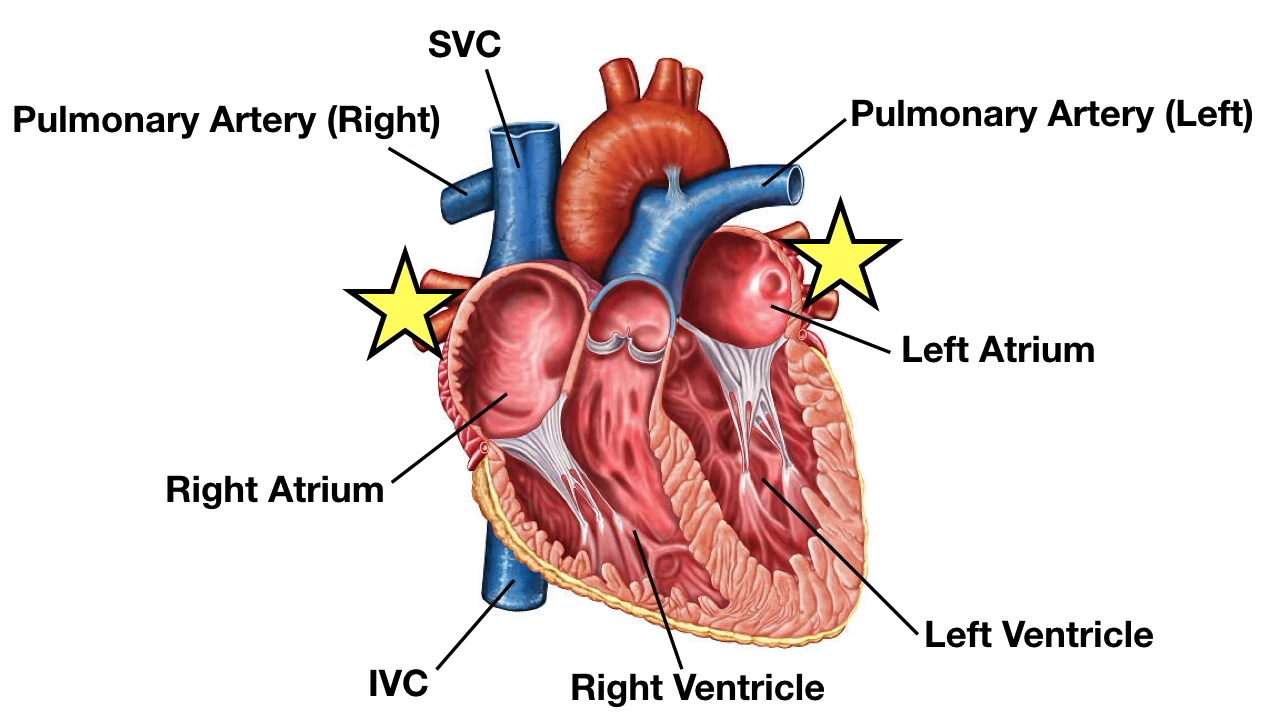 SVC
Pulmonary Artery (Right)
Pulmonary Artery (Left)
Left Atrium
Right Atrium
Left Ventricle
IVC
Right Ventricle